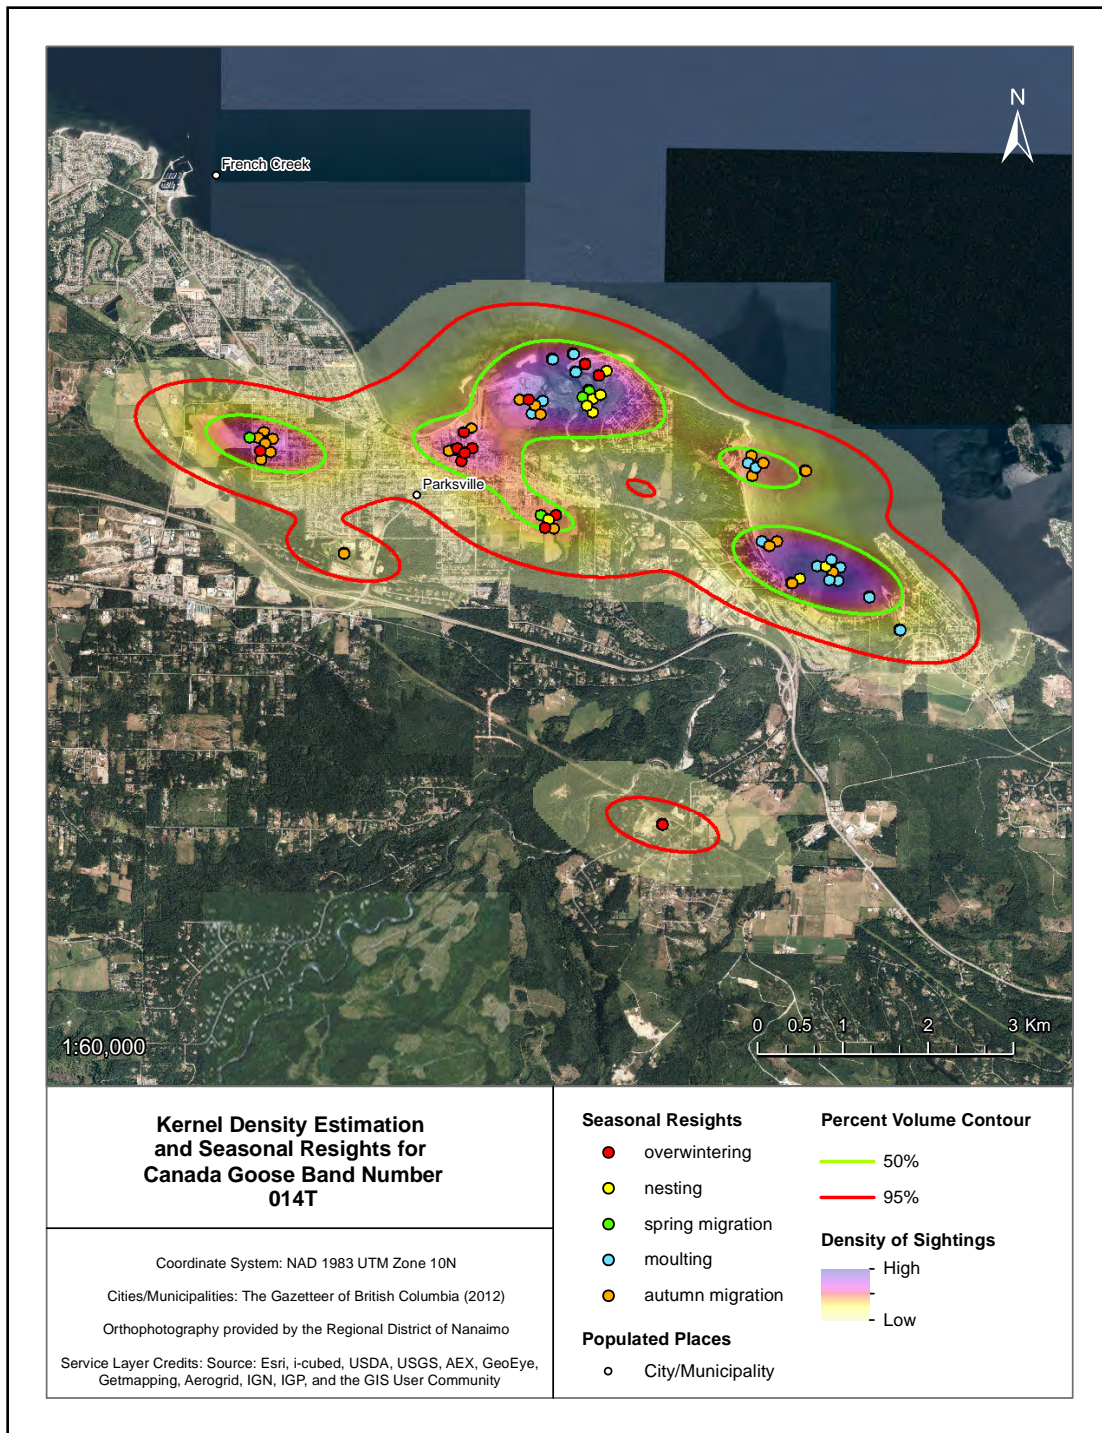 N
French Creek
Parksville
1:60,000
0 0.5 1 2 3 Km
Kernel Density Estimation
and Seasonal Resights for
Canada Goose Band Number
014T
Coordinate System: NAD 1983 UTM Zone 10N
Cities/Municipalities: The Gazetteer of British Columbia (2012)
Orthophotography provided by the Regional District of Nanaimo
Service Layer Credits: Source: Esri, i-cubed, USDA, USGS, AEX, GeoEye,
Getmapping, Aerogrid, IGN, IGP, and the GIS User Community
Seasonal Resights
overwintering
nesting
spring migration
moulting
autumn migration
Populated Places
City/Municipality
Percent Volume Contour
50%
95%
Density of Sightings
High
Low